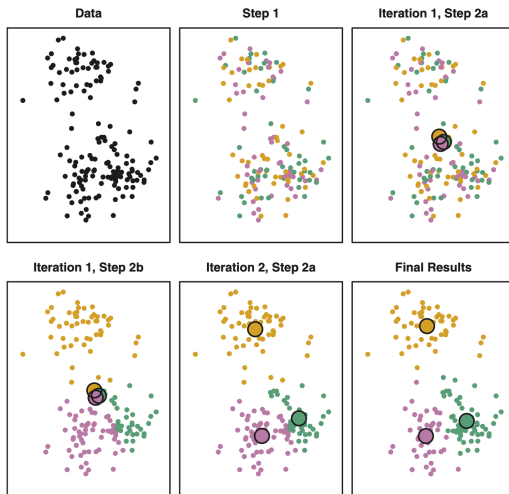 Data
Step 1
Iteration 1, Step 2a
Iteration 1, Step 2b
Iteration 2, Step 2a
Final Results